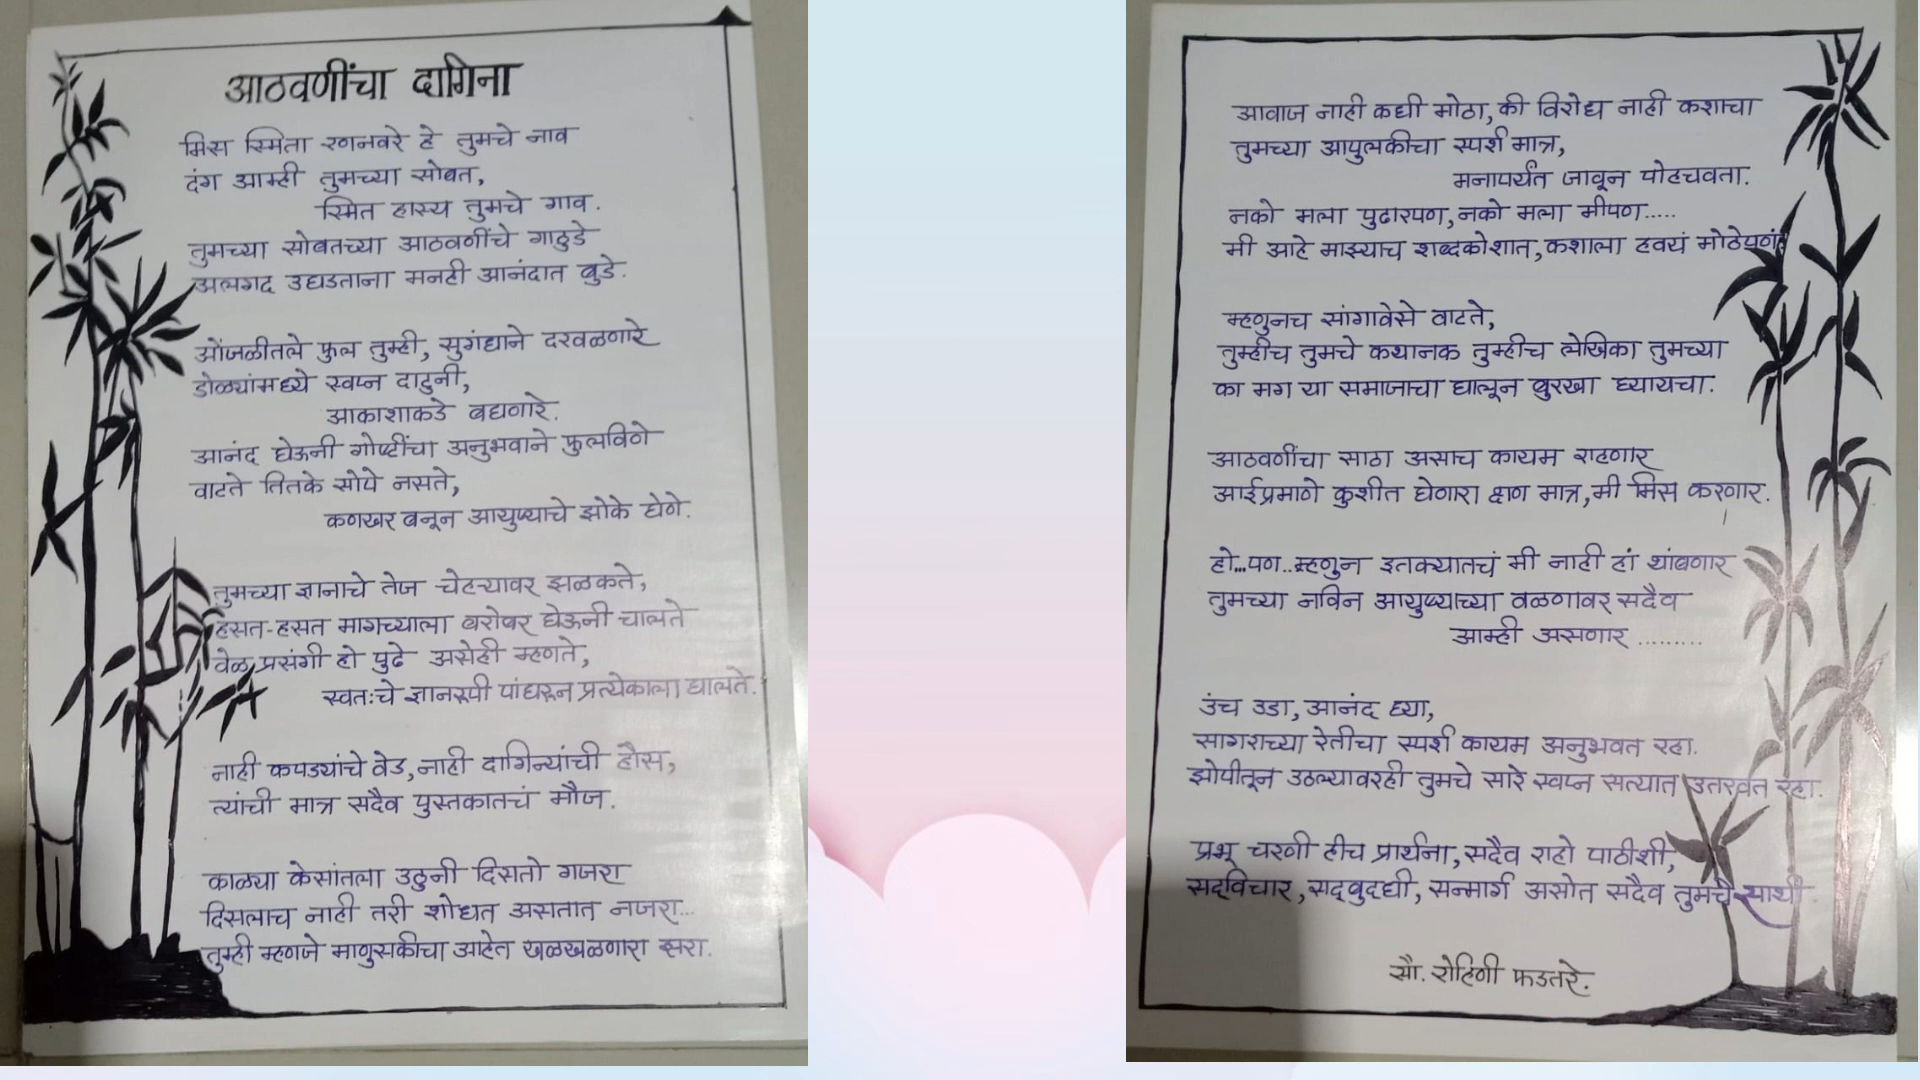 आठवणींचा दागिना
मिस स्मिता रणनवरे हे तुमचे नाव
दंग आम्ही तुमच्या सोबत,
स्मित हास्य तुमचे गाव.
तुमच्या सोबतच्या आठवणींचे गाठुडे
अलगद उघडताना मनही आनंदात बुडे.
ओंजळीतले फुल तुम्ही, सुगंधाने दरवळणारे
डोळ्यांमध्ये स्वप्न दाटुनी,
आकाशाकडे बघणारे.
आनंद घेऊनी गोष्टींचा अनुभवाने फुलविणे
वाटते तितके सोपे नसते,
कणखर बनून आयुष्याचे झोके घेणे.
तुमच्या ज्ञानाचे तेज चेहऱ्यावर झळकते,
हसत-हसत मागच्याला बरोबर घेऊनी चालते
वेळ प्रसंगी हो पुढे असेही म्हणते,
स्वतःचे ज्ञानरूपी पांघरून प्रत्येकाला घालते.
नाही कपड्यांचे वेड, नाही दागिन्यांची हौस,
त्यांची मात्र सदैव पुस्तकातचं मौज.
काळ्या केसांतला उठुनी दिसतो गजरा
दिसलाच नाही तरी शोधत असतात नजरा...
तुम्ही म्हणजे माणुसकीचा आहेत खळखळणारा झरा.
आवाज नाही कधी मोठा, की विरोध नाही कशाचा
तुमच्या आपुलकीचा स्पर्श मात्र,
मनापर्यंत जावून पोहचवता.
नको मला पुढारपण, नको मला मीपण.....
मी आहे माझ्याच शब्दकोशात, कशाला हवयं मोठेपण
म्हणुनच सांगावेसे वाटते,
तुम्हीच तुमचे कथानक तुम्हीच लेखिका तुमच्या
का मग या समाजाचा घालून बुरखा घ्यायचा.
आठवणींचा साठा असाच कायम राहणार
आईप्रमाणे कुशीत घेणारा क्षण मात्र, मी मिस करणार.
हो...पण..म्हणुन इतक्यातचं मी नाही हां थांबणार
तुमच्या नविन आयुष्याच्या वळणावर सदैव
आम्ही असणार .........
उंच उडा, आनंद घ्या,
सागराच्या रेतीचा स्पर्श कायम अनुभवत रहा.
झोपीतून उठल्यावरही तुमचे सारे स्वप्न सत्यात उतरवत रहा.
प्रभू चरणी हीच प्रार्थना, सदैव राहो पाठीशी,
सद्विचार, सद्बुद्धी, सन्मार्ग असोत सदैव तुमचे साथी.
सौ. रोहिणी फडतरे.